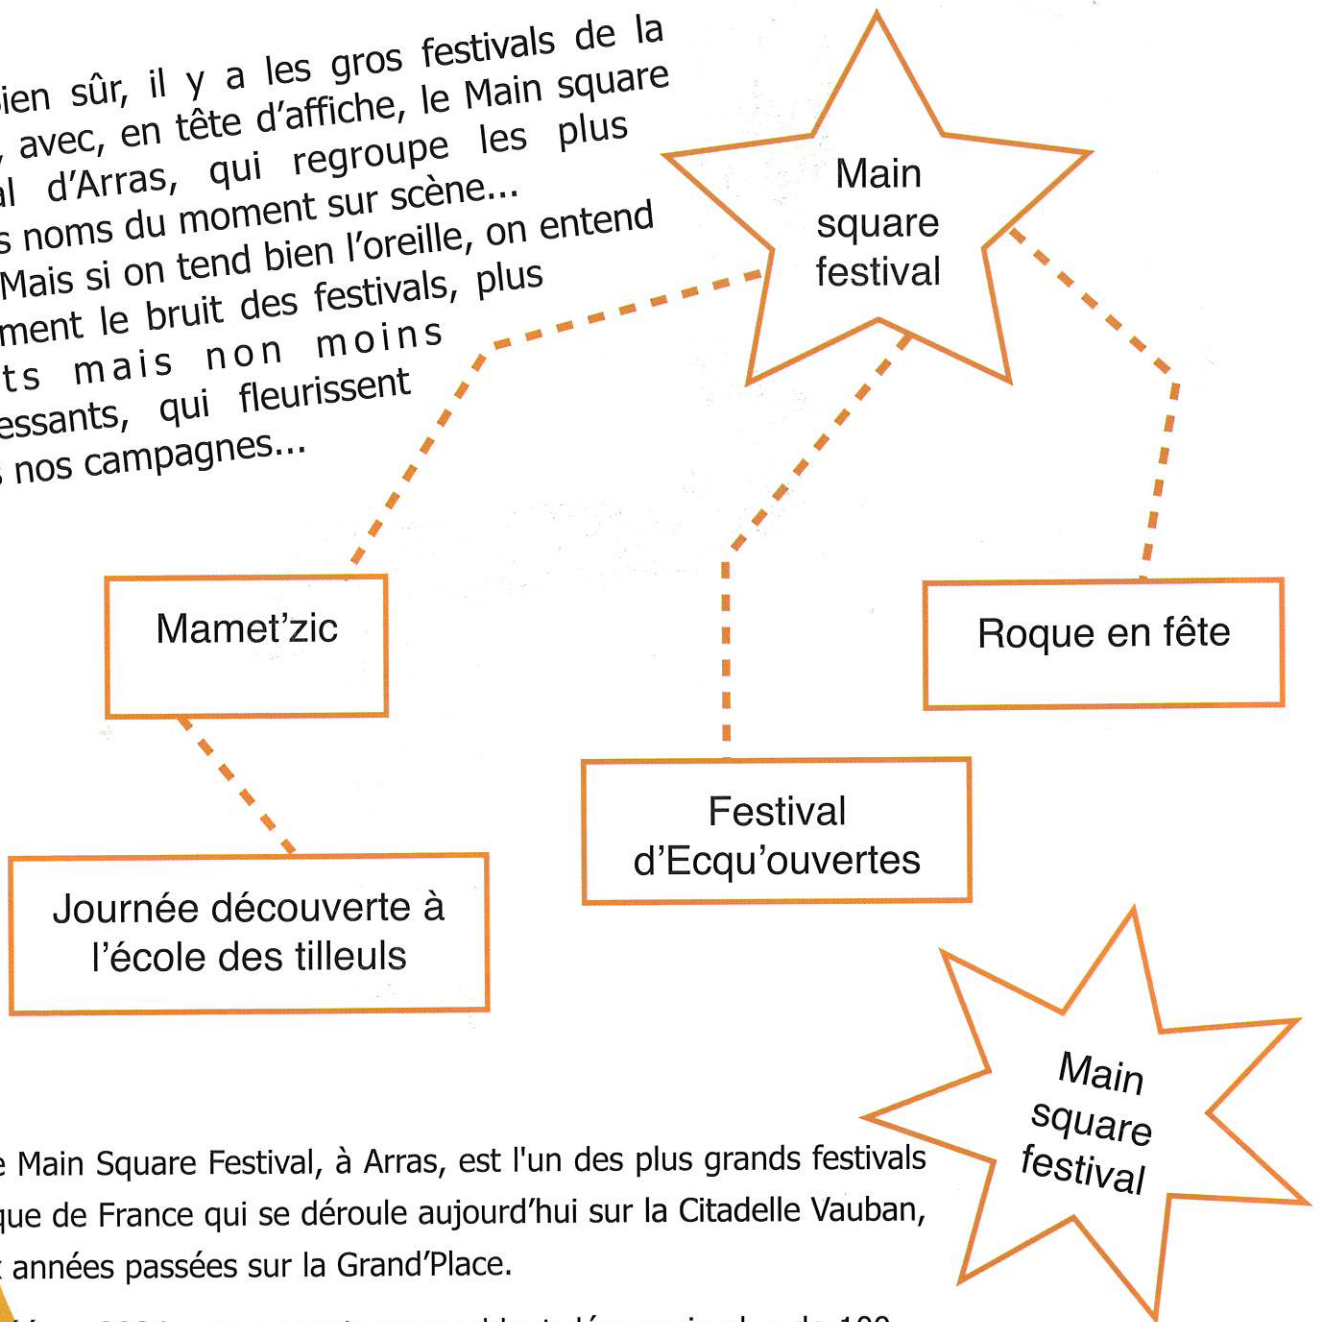 ien sûr, il y a les gros festivals de la
, avec, en tête d'affiche, le Main square
al d'Arras, qui regroupe les plus
s noms du moment sur scène...
Mais si on tend bien l'oreille, on entend
ment le bruit des festivals, plus
ts mais non moins
essants, qui fleurissent
s nos campagnes...
Main
square
festival
Mamet'zic
Roque en fête
Festival
d'Ecqu'ouvertes
Journée découverte à
l'école des tilleuls
Main
square
festival
e Main Square Festival, à Arras, est l'un des plus grands festivals
que de France qui se déroule aujourd'hui sur la Citadelle Vauban,
x années passées sur la Grand'Place.